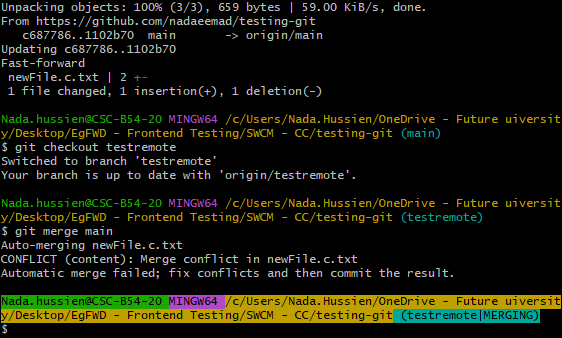 Unpacking objects: 100% (3/3), 659 bytes | 59.00 KiB/s, done.
From https://github.com/nadaeemad/testing-git
   c687786..1102b70  main       -> origin/main
Updating c687786..1102b70
Fast-forward
 newFile.c.txt | 2 +-
 1 file changed, 1 insertion(+), 1 deletion(-)

Nada.hussien@CSC-B54-20 MINGW64 /c/Users/Nada.Hussien/OneDrive - Future uiversit
y/Desktop/EgFWD - Frontend Testing/SWCM - CC/testing-git (main)
$ git checkout testremote
Switched to branch 'testremote'
Your branch is up to date with 'origin/testremote'.

Nada.hussien@CSC-B54-20 MINGW64 /c/Users/Nada.Hussien/OneDrive - Future uiversit
y/Desktop/EgFWD - Frontend Testing/SWCM - CC/testing-git (testremote)
$ git merge main
Auto-merging newFile.c.txt
CONFLICT (content): Merge conflict in newFile.c.txt
Automatic merge failed; fix conflicts and then commit the result.

Nada.hussien@CSC-B54-20 MINGW64 /c/Users/Nada.Hussien/OneDrive - Future uiversit
y/Desktop/EgFWD - Frontend Testing/SWCM - CC/testing-git (testremote|MERGING)
$